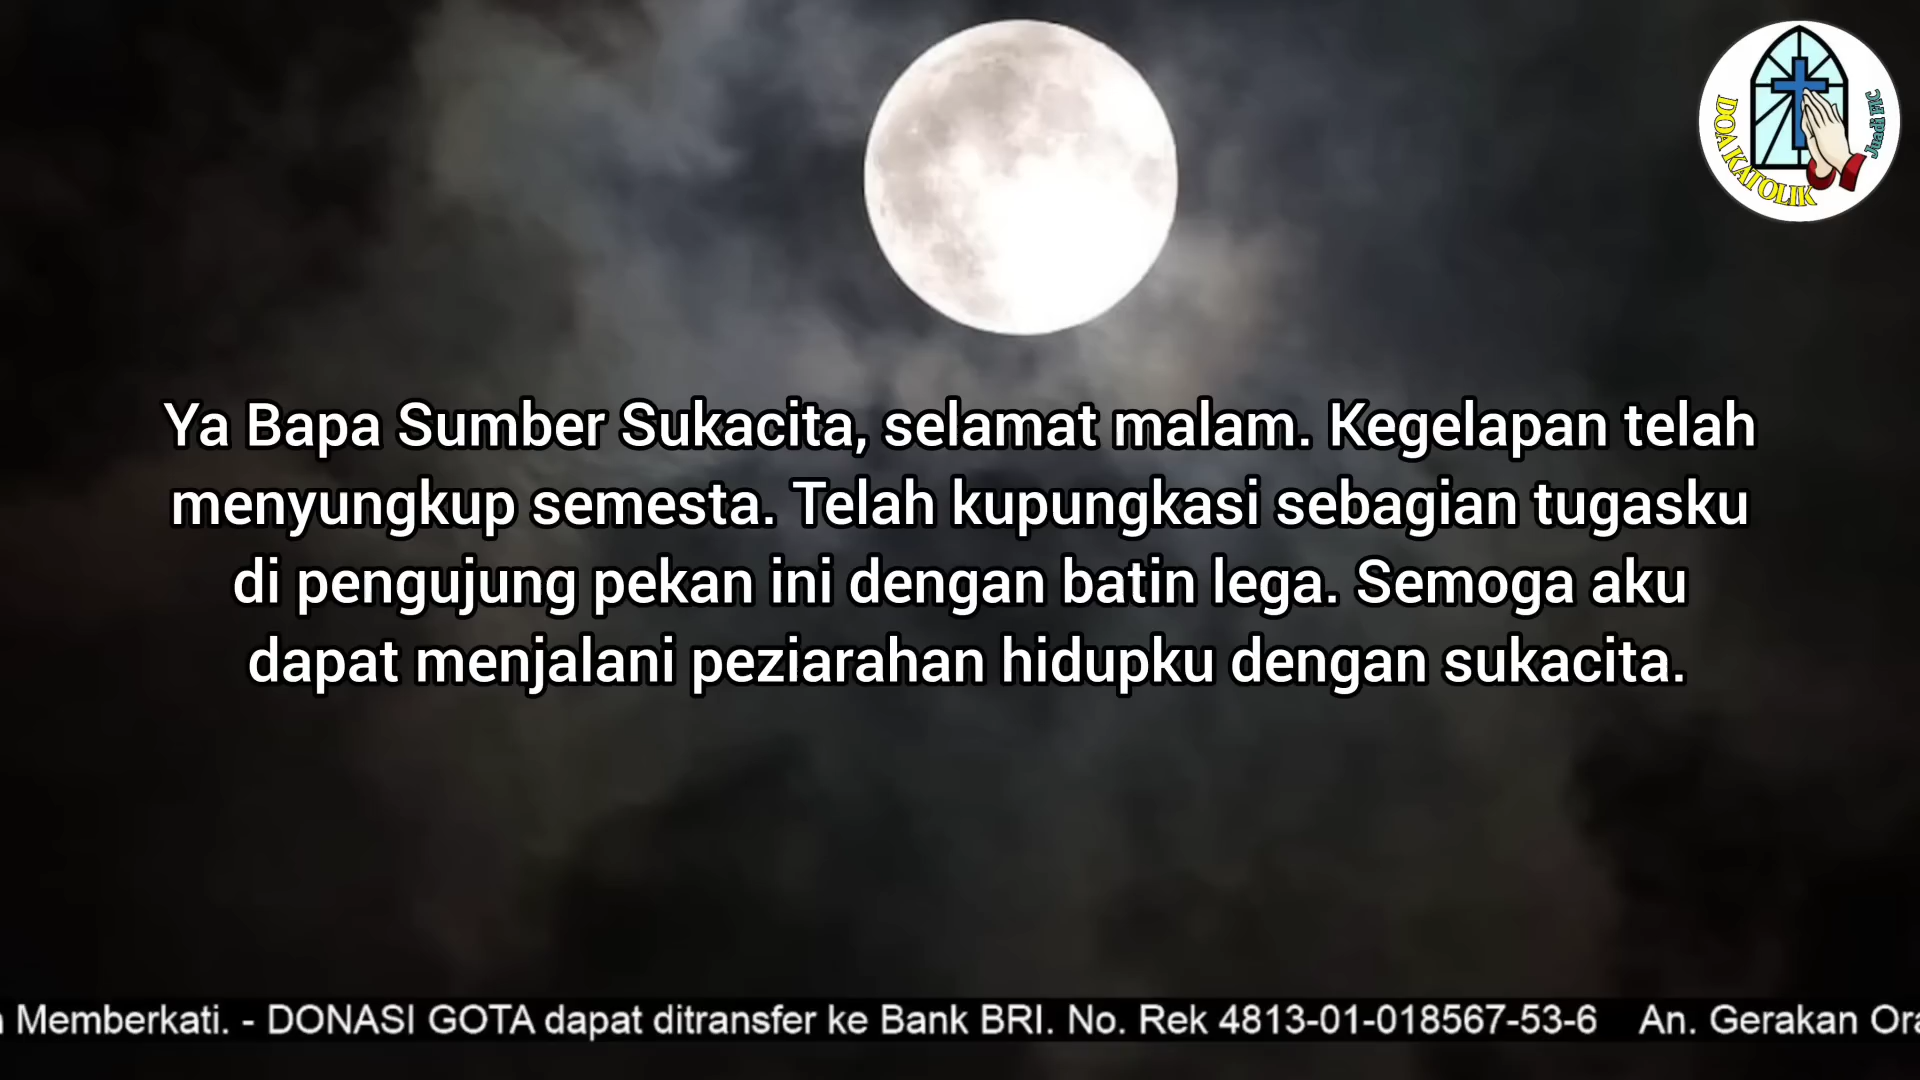 DOA KATOLIK
Juadi FIC
Ya Bapa Sumber Sukacita, selamat malam. Kegelapan telah
menyungkup semesta. Telah kupungkasi sebagian tugasku
di pengujung pekan ini dengan batin lega. Semoga aku
dapat menjalani peziarahan hidupku dengan sukacita.
Memberkati. - DONASI GOTA dapat ditransfer ke Bank BRI. No. Rek 4813-01-018567-53-6 An. Gerakan